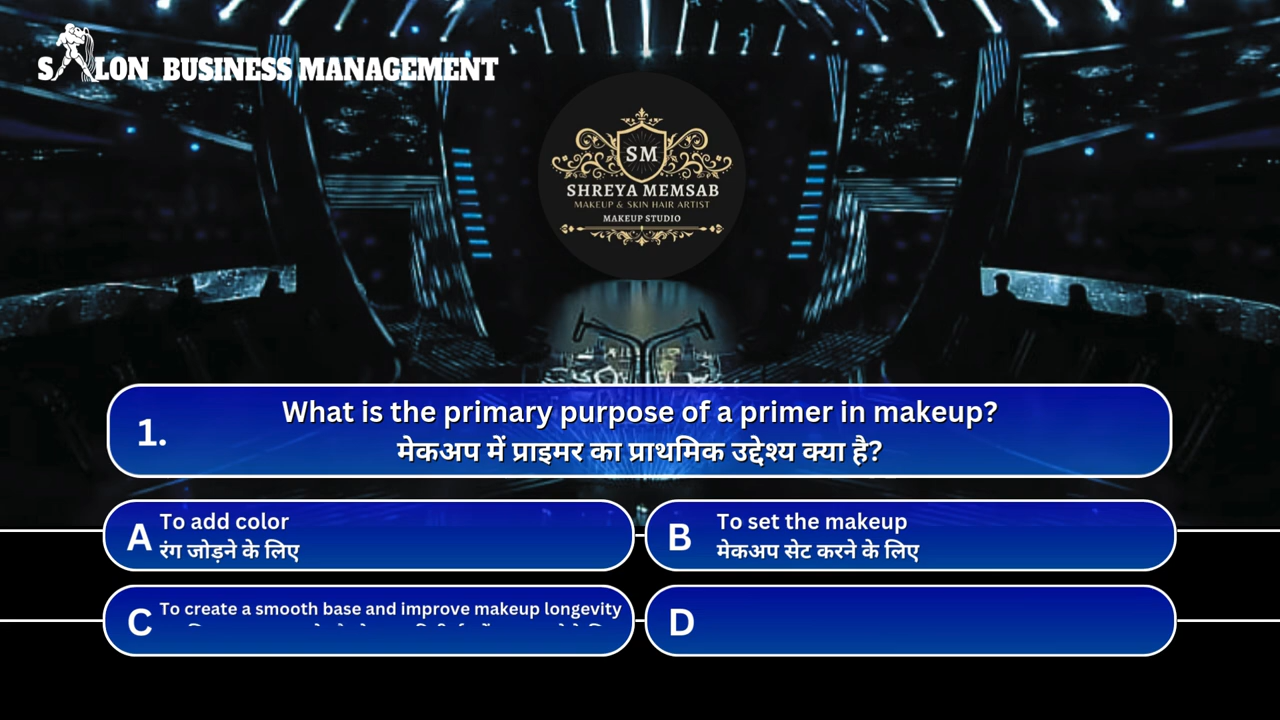 SALON BUSINESS MANAGEMENT
SM
SHREYA MEMSAB
MAKEUP & SKIN HAIR ARTIST
MAKEUP STUDIO
1.
What is the primary purpose of a primer in makeup?
मेकअप में प्राइमर का प्राथमिक उद्देश्य क्या है?
A
To add color
रंग जोड़ने के लिए
B
To set the makeup
मेकअप सेट करने के लिए
C
To create a smooth base and improve makeup longevity
D